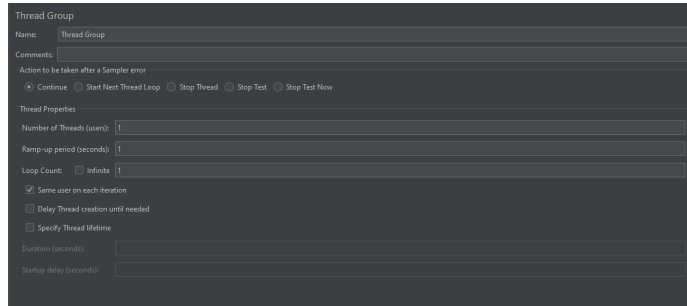 Thread Group
Name: Thread Group
Comments:
Action to be taken after a Sampler error
Continue Start Next Thread Loop Stop Thread Stop Test Stop Test Now
Thread Properties
Number of Threads (users): 1
Ramp-up period (seconds): 1
Loop Count: Infinite 1
Same user on each iteration
Delay Thread creation until needed
Specify Thread lifetime
Duration (seconds):
Startup delay (seconds):